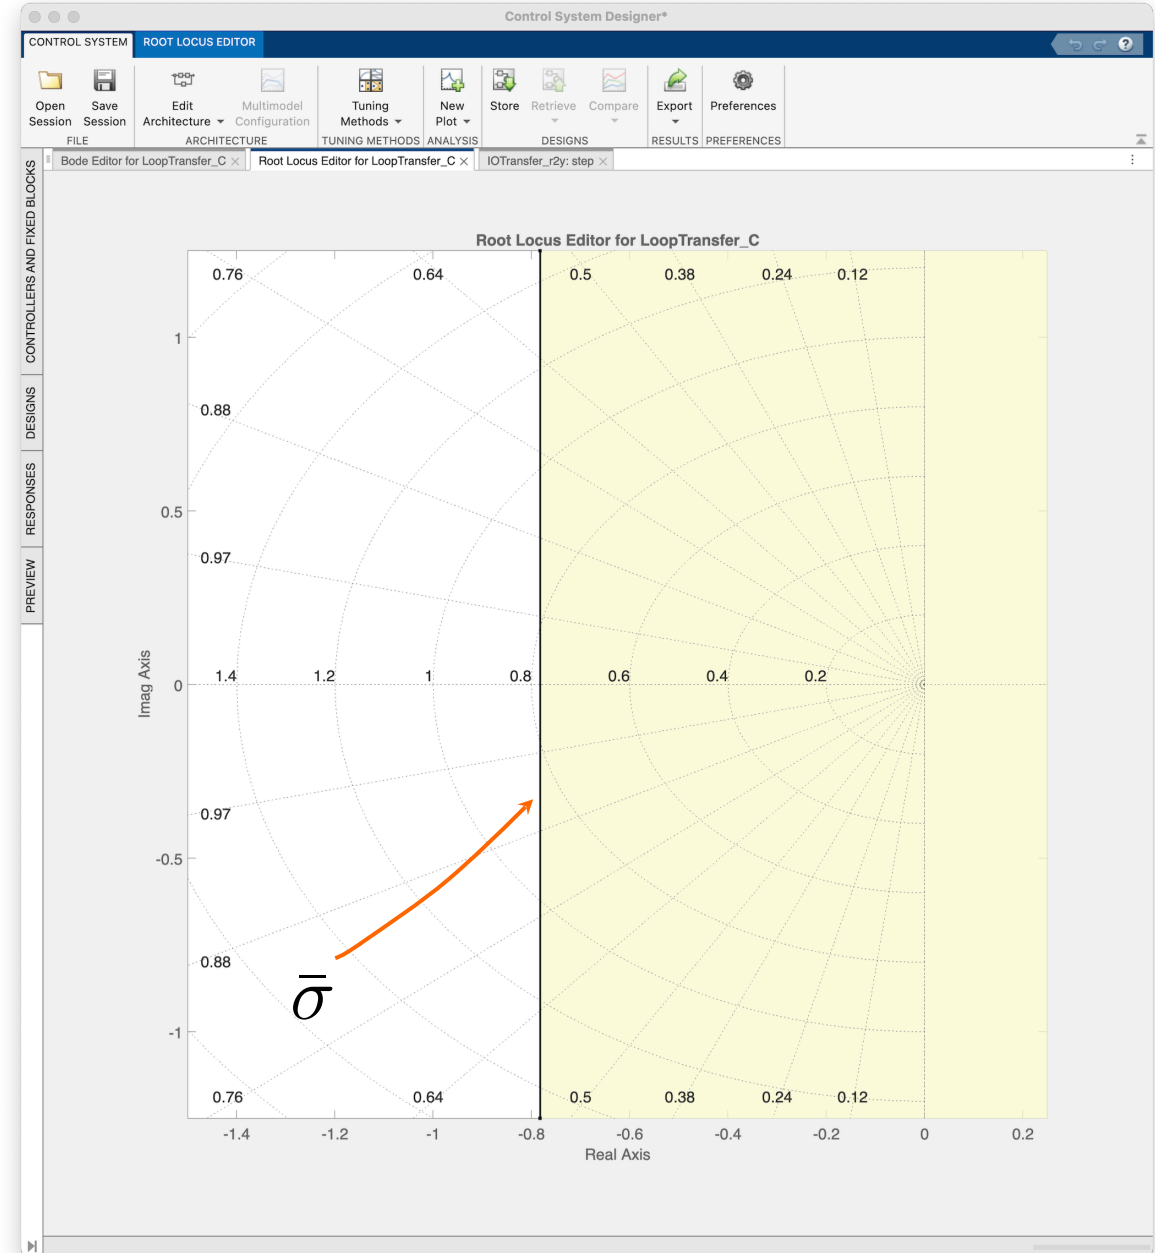 Control System Designer*
CONTROL SYSTEM ROOT LOCUS EDITOR
?
Open Session
Save Session
Edit Architecture
Multimodel Configuration
Tuning Methods
New Plot
Store
Retrieve
Compare
Export
Preferences
FILE ARCHITECTURE TUNING METHODS ANALYSIS DESIGNS RESULTS PREFERENCES
Bode Editor for LoopTransfer_C
Root Locus Editor for LoopTransfer_C
IOTransfer_r2y: step
CONTROLLERS AND FIXED BLOCKS
DESIGNS
RESPONSES
PREVIEW
Root Locus Editor for LoopTransfer_C
0.76 0.64 0.5 0.38 0.24 0.12
1
0.88
0.5
0.97
Imag Axis
0
1.4 1.2 1 0.8 0.6 0.4 0.2
0.97
-0.5
0.88
σ̄
-1
0.76 0.64 0.5 0.38 0.24 0.12
-1.4 -1.2 -1 -0.8 -0.6 -0.4 -0.2 0 0.2
Real Axis